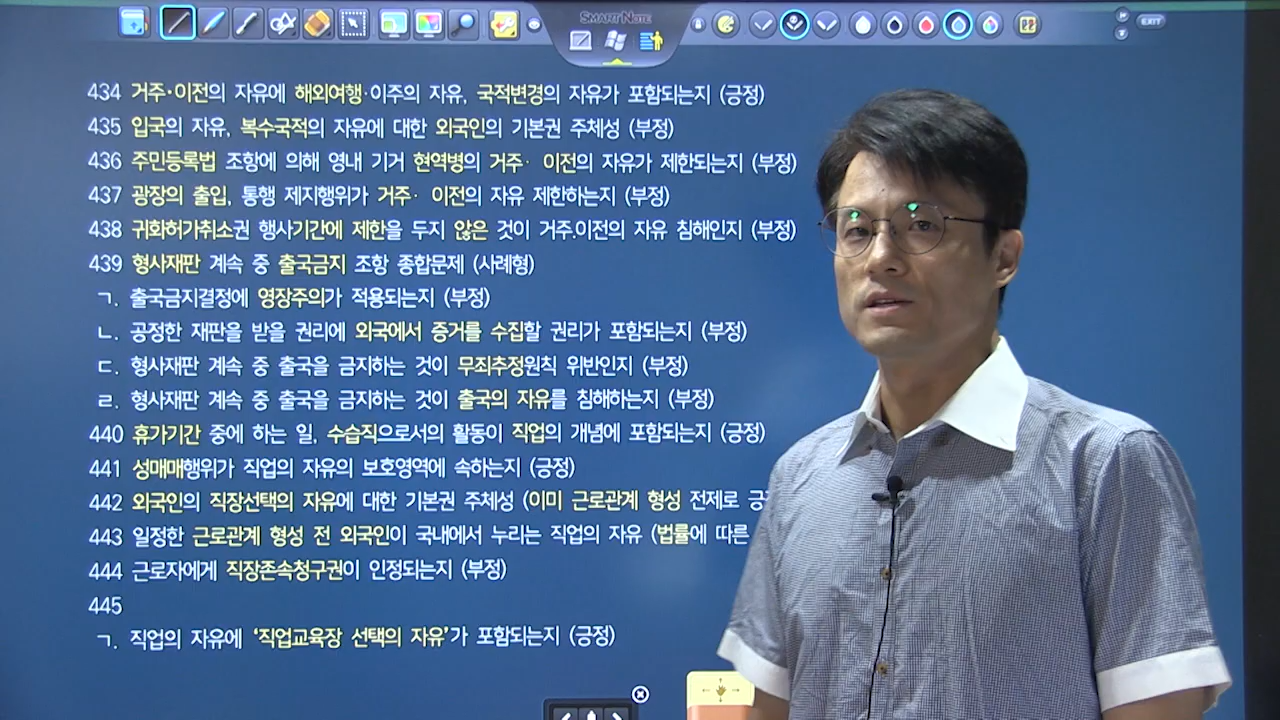 SMART NOTE
EXIT
434 거주·이전의 자유에 해외여행·이주의 자유, 국적변경의 자유가 포함되는지 (긍정)
435 입국의 자유, 복수국적의 자유에 대한 외국인의 기본권 주체성 (부정)
436 주민등록법 조항에 의해 영내 기거 현역병의 거주· 이전의 자유가 제한되는지 (부정)
437 광장의 출입, 통행 제지행위가 거주· 이전의 자유 제한하는지 (부정)
438 귀화허가취소권 행사기간에 제한을 두지 않은 것이 거주.이전의 자유 침해인지 (부정)
439 형사재판 계속 중 출국금지 조항 종합문제 (사례형)
ㄱ. 출국금지결정에 영장주의가 적용되는지 (부정)
ㄴ. 공정한 재판을 받을 권리에 외국에서 증거를 수집할 권리가 포함되는지 (부정)
ㄷ. 형사재판 계속 중 출국을 금지하는 것이 무죄추정원칙 위반인지 (부정)
ㄹ. 형사재판 계속 중 출국을 금지하는 것이 출국의 자유를 침해하는지 (부정)
440 휴가기간 중에 하는 일, 수습직으로서의 활동이 직업의 개념에 포함되는지 (긍정)
441 성매매행위가 직업의 자유의 보호영역에 속하는지 (긍정)
442 외국인의 직장선택의 자유에 대한 기본권 주체성 (이미 근로관계 형성 전제로
443 일정한 근로관계 형성 전 외국인이 국내에서 누리는 직업의 자유 (법률에 따른
444 근로자에게 직장존속청구권이 인정되는지 (부정)
445
ㄱ. 직업의 자유에 '직업교육장 선택의 자유'가 포함되는지 (긍정)